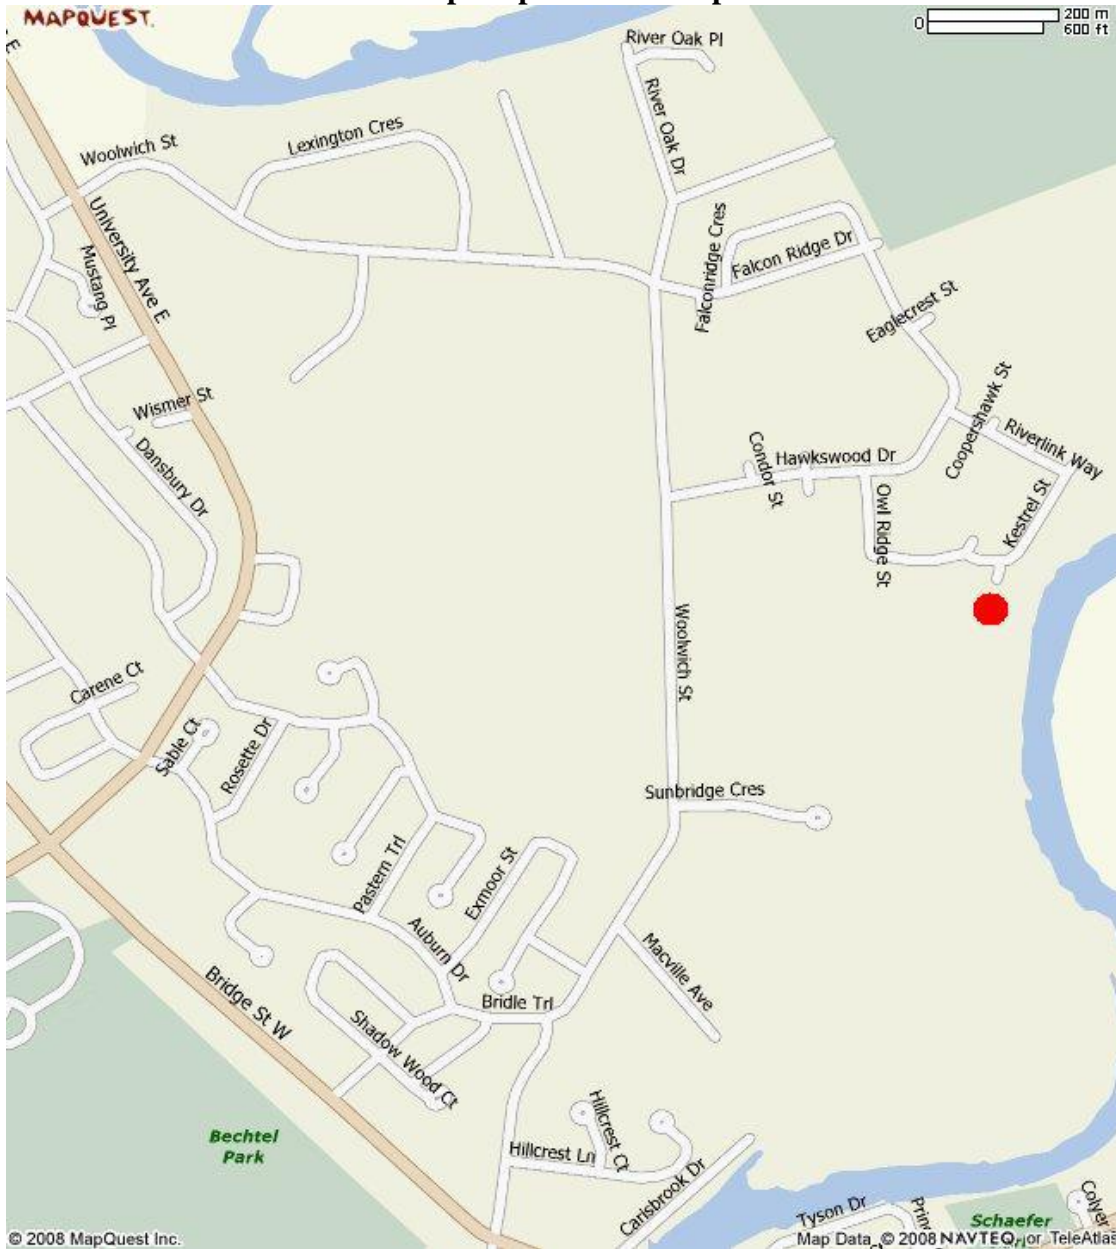 MAPQUEST.
200 m
0
600 ft
E
River Oak Pl
River Oak Dr
Lexington Cres
Woolwich St
University Ave E
Mustang Pl
Falconridge Cres
Falcon Ridge Dr
Eaglecrest St
Wismer St
Dansbury Dr
Coopershawk St
Riverlink Way
Condor St
Hawkswood Dr
Owl Ridge St
Kestrel St
Woolwich St
Carene Ct
Sable Ct
Rosette Dr
Sunbridge Cres
Pastern Trl
Exmoor St
Auburn Dr
Macville Ave
Bridge St W
Bridle Trl
Shadow Wood Ct
Hillcrest Ct
Bechtel
Park
Hillcrest Ln
Carisbrook Dr
Tyson Dr
Colyer
Schaefer
© 2008 MapQuest Inc.
Map Data © 2008 NAVTEQ or TeleAtlas